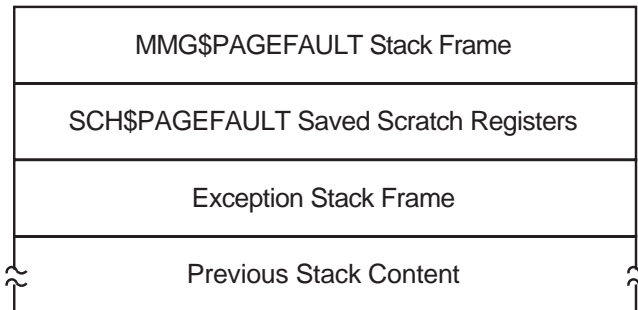 MMG$PAGEFAULT Stack Frame
SCH$PAGEFAULT Saved Scratch Registers
Exception Stack Frame
Previous Stack Content